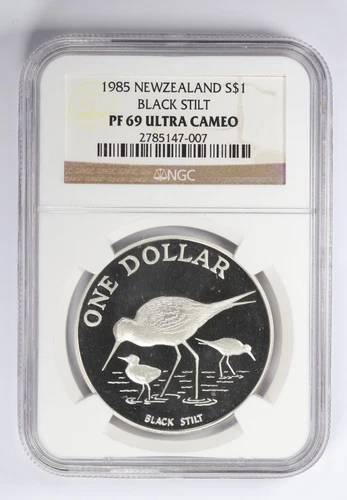 1985 NEWZEALAND S$1
BLACK STILT
PF 69 ULTRA CAMEO
2785147-007
NGC
ONE DOLLAR
BLACK STILT